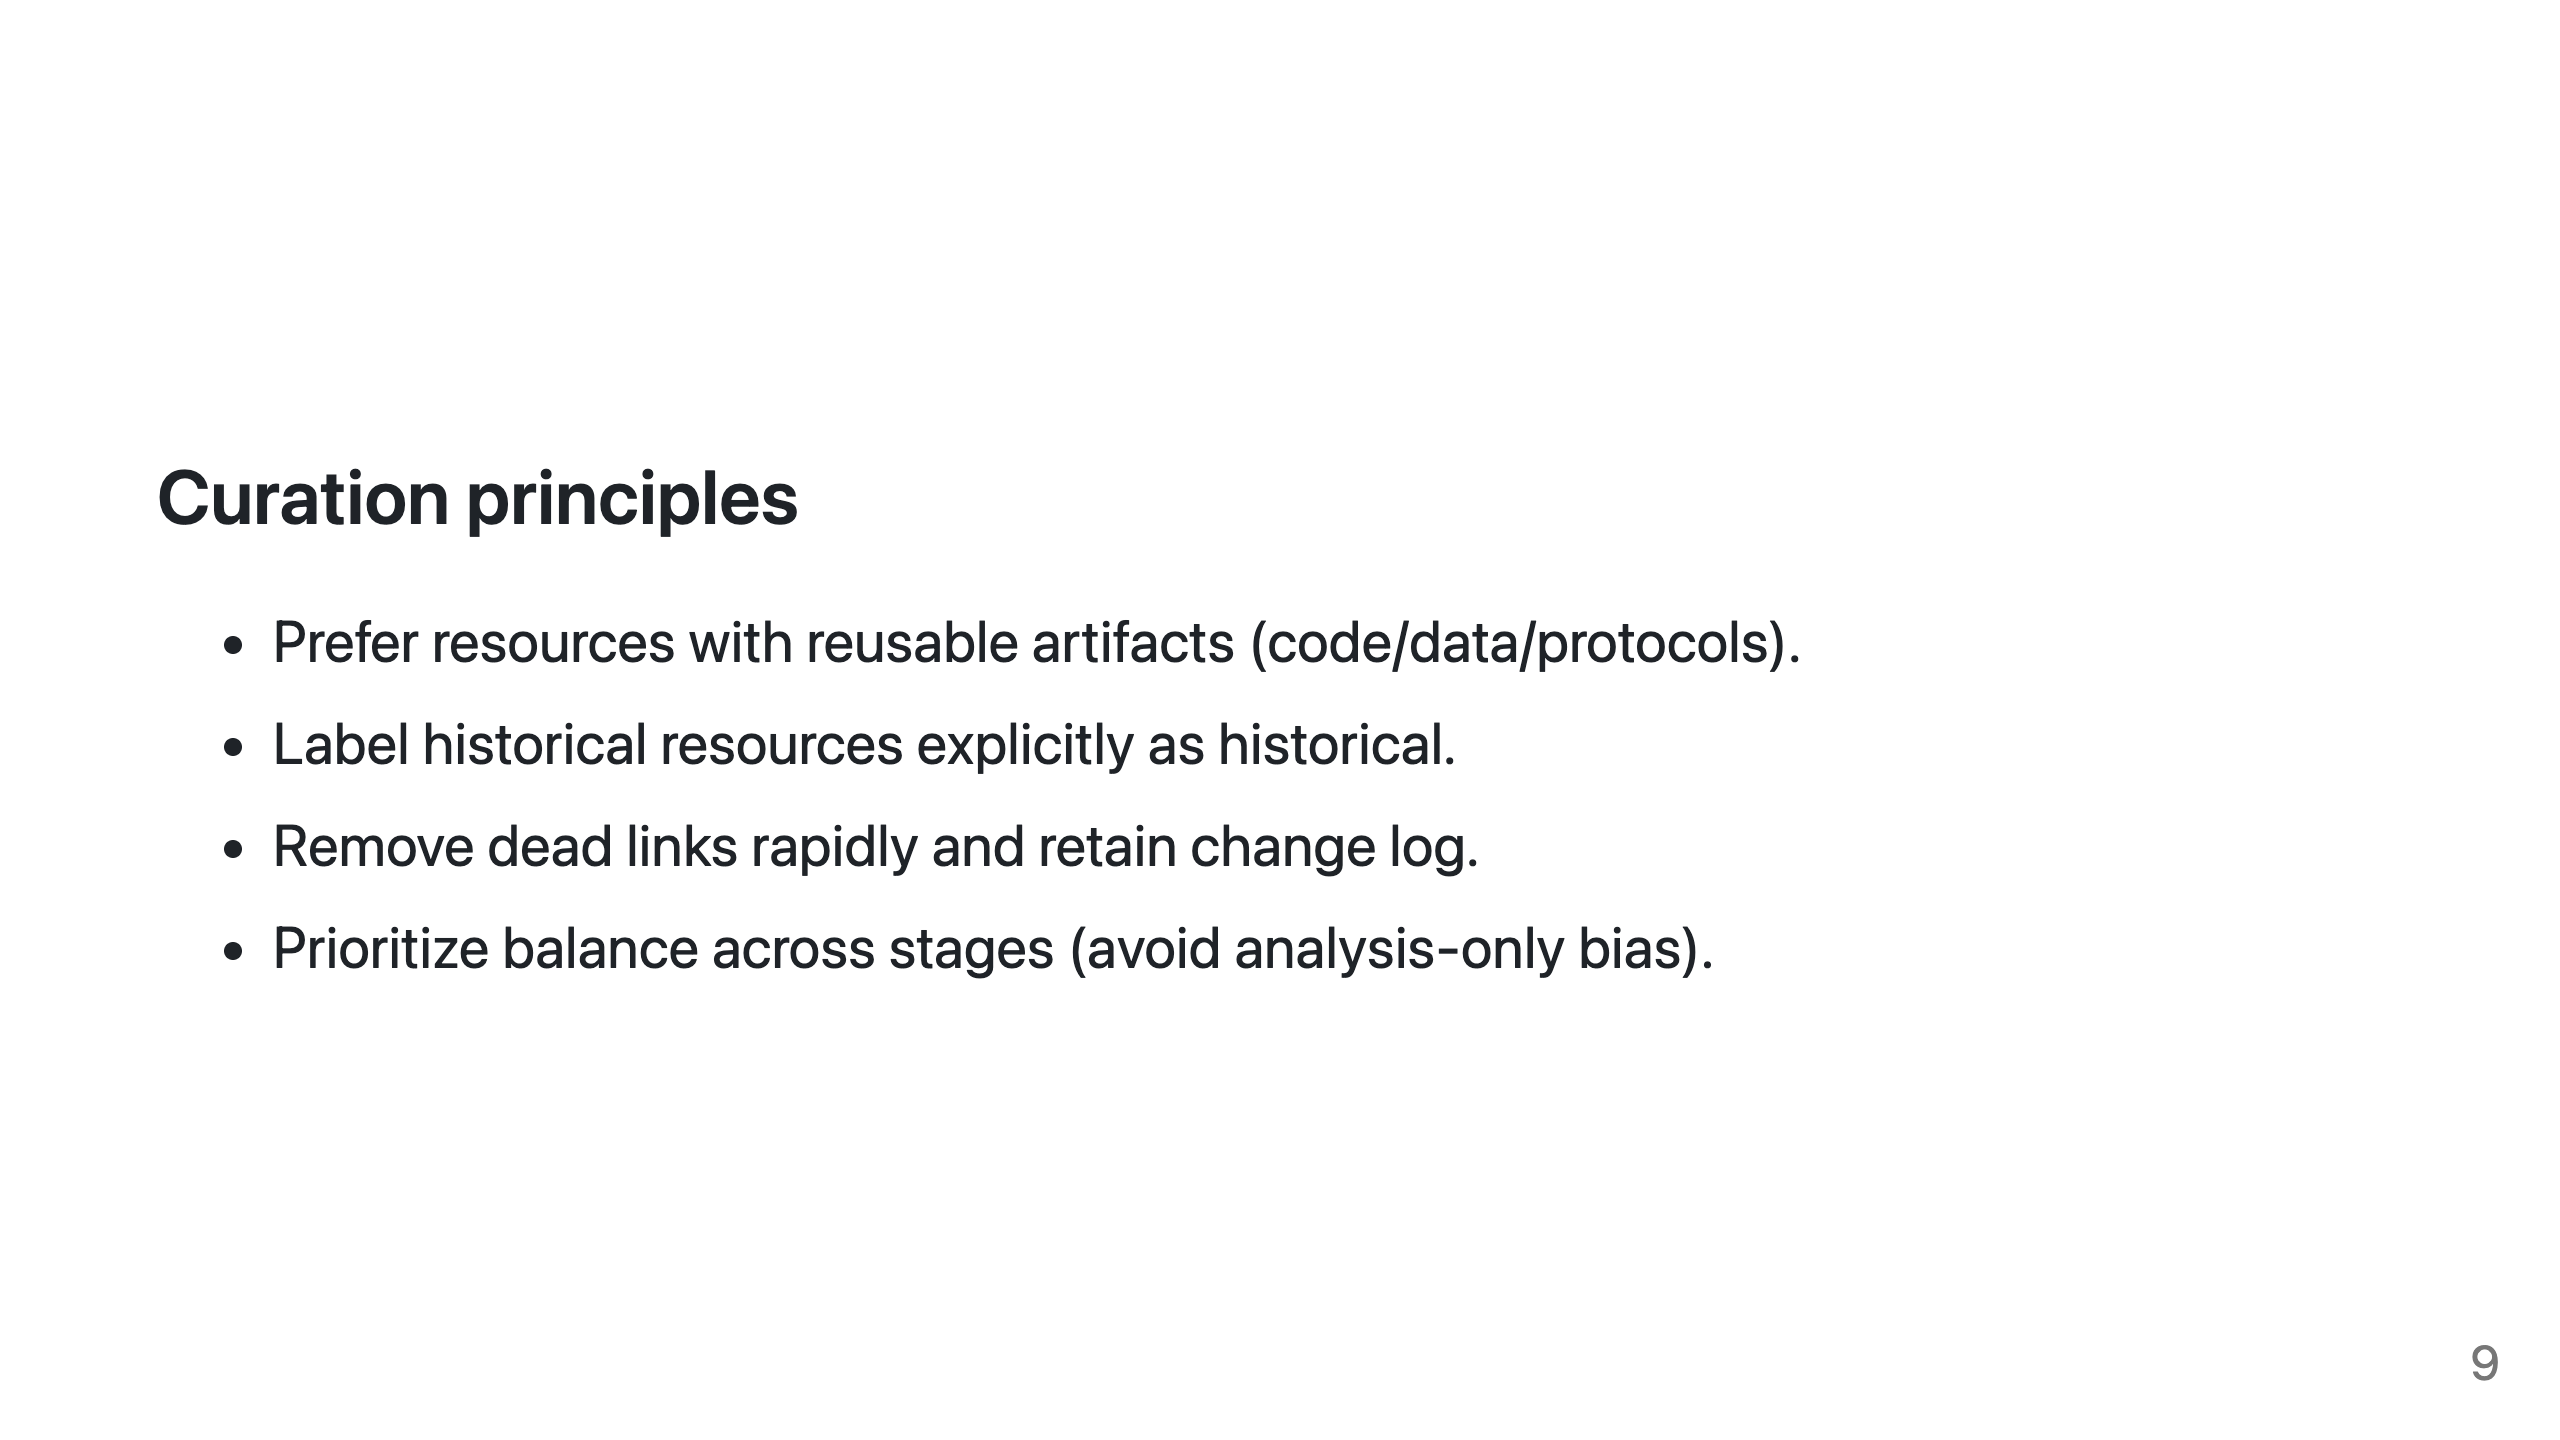 Curation principles
• Prefer resources with reusable artifacts (code/data/protocols).
• Label historical resources explicitly as historical.
• Remove dead links rapidly and retain change log.
• Prioritize balance across stages (avoid analysis-only bias).
9